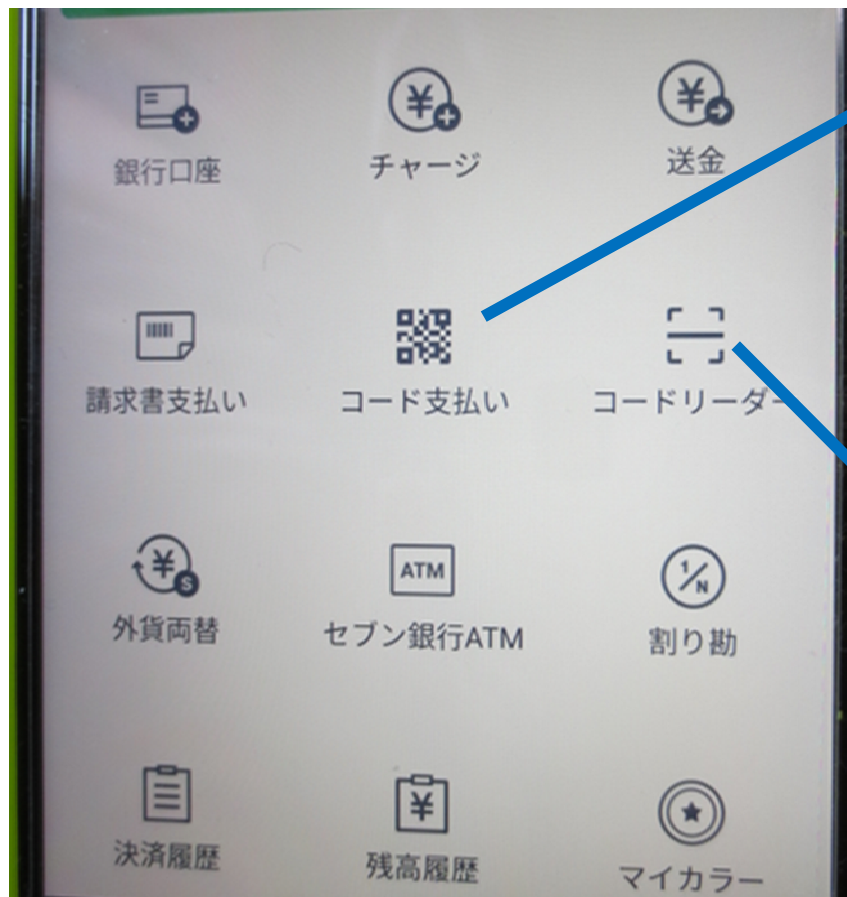 銀行口座
チャージ
送金
請求書支払い
コード支払い
コードリーダー
外貨両替
ATM
セブン銀行ATM
1/N
割り勘
決済履歴
残高履歴
マイカラー